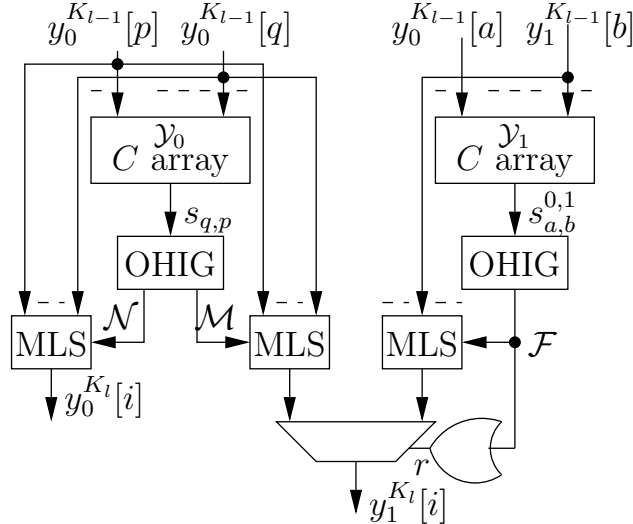 y_0^{K_{l-1}}[p] y_0^{K_{l-1}}[q] y_0^{K_{l-1}}[a] y_1^{K_{l-1}}[b]
𝒴_0 𝒴_1
C array C array
s_{q,p} s_{a,b}^{0,1}
OHIG OHIG
𝒩 ℳ
MLS MLS MLS ℱ
y_0^{K_l}[i]
r
y_1^{K_l}[i]